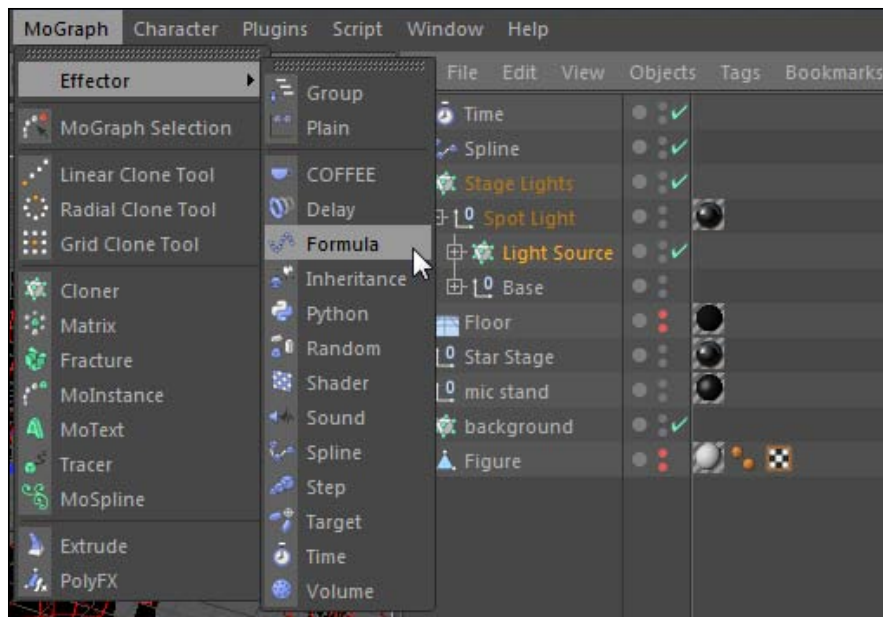 MoGraph Character Plugins Script Window Help
Effector
MoGraph Selection
Linear Clone Tool
Radial Clone Tool
Grid Clone Tool
Cloner
Matrix
Fracture
MoInstance
MoText
Tracer
MoSpline
Extrude
PolyFX
Group
Plain
COFFEE
Delay
Formula
Inheritance
Python
Random
Shader
Sound
Spline
Step
Target
Time
Volume
File Edit View Objects Tags Bookmarks
Time
Spline
Stage Lights
Spot Light
Light Source
Base
Floor
Star Stage
mic stand
background
Figure